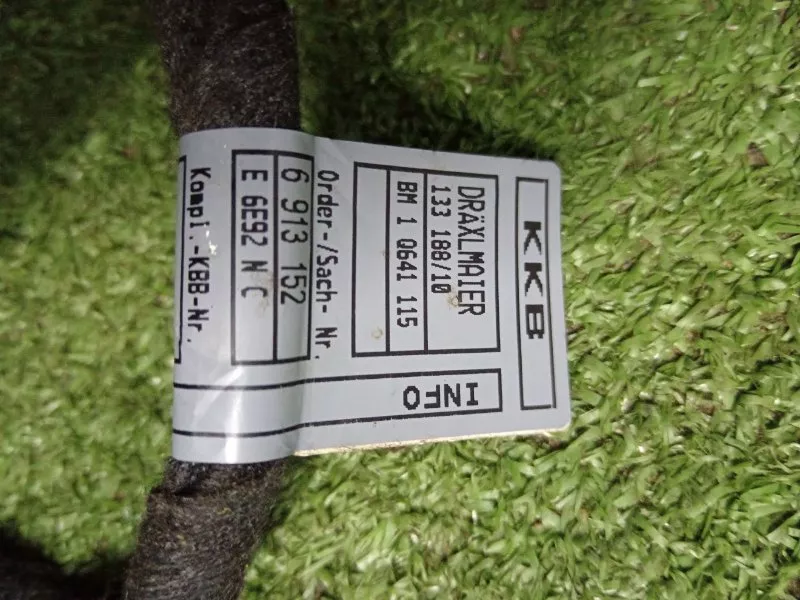 KKB
DRÄXLMAIER
133 188/10
BM 1 0641 115
Order-/Sach- Nr.
6 913 152
E 6E92 N C
Kompl.-KBB-Nr.
INFO